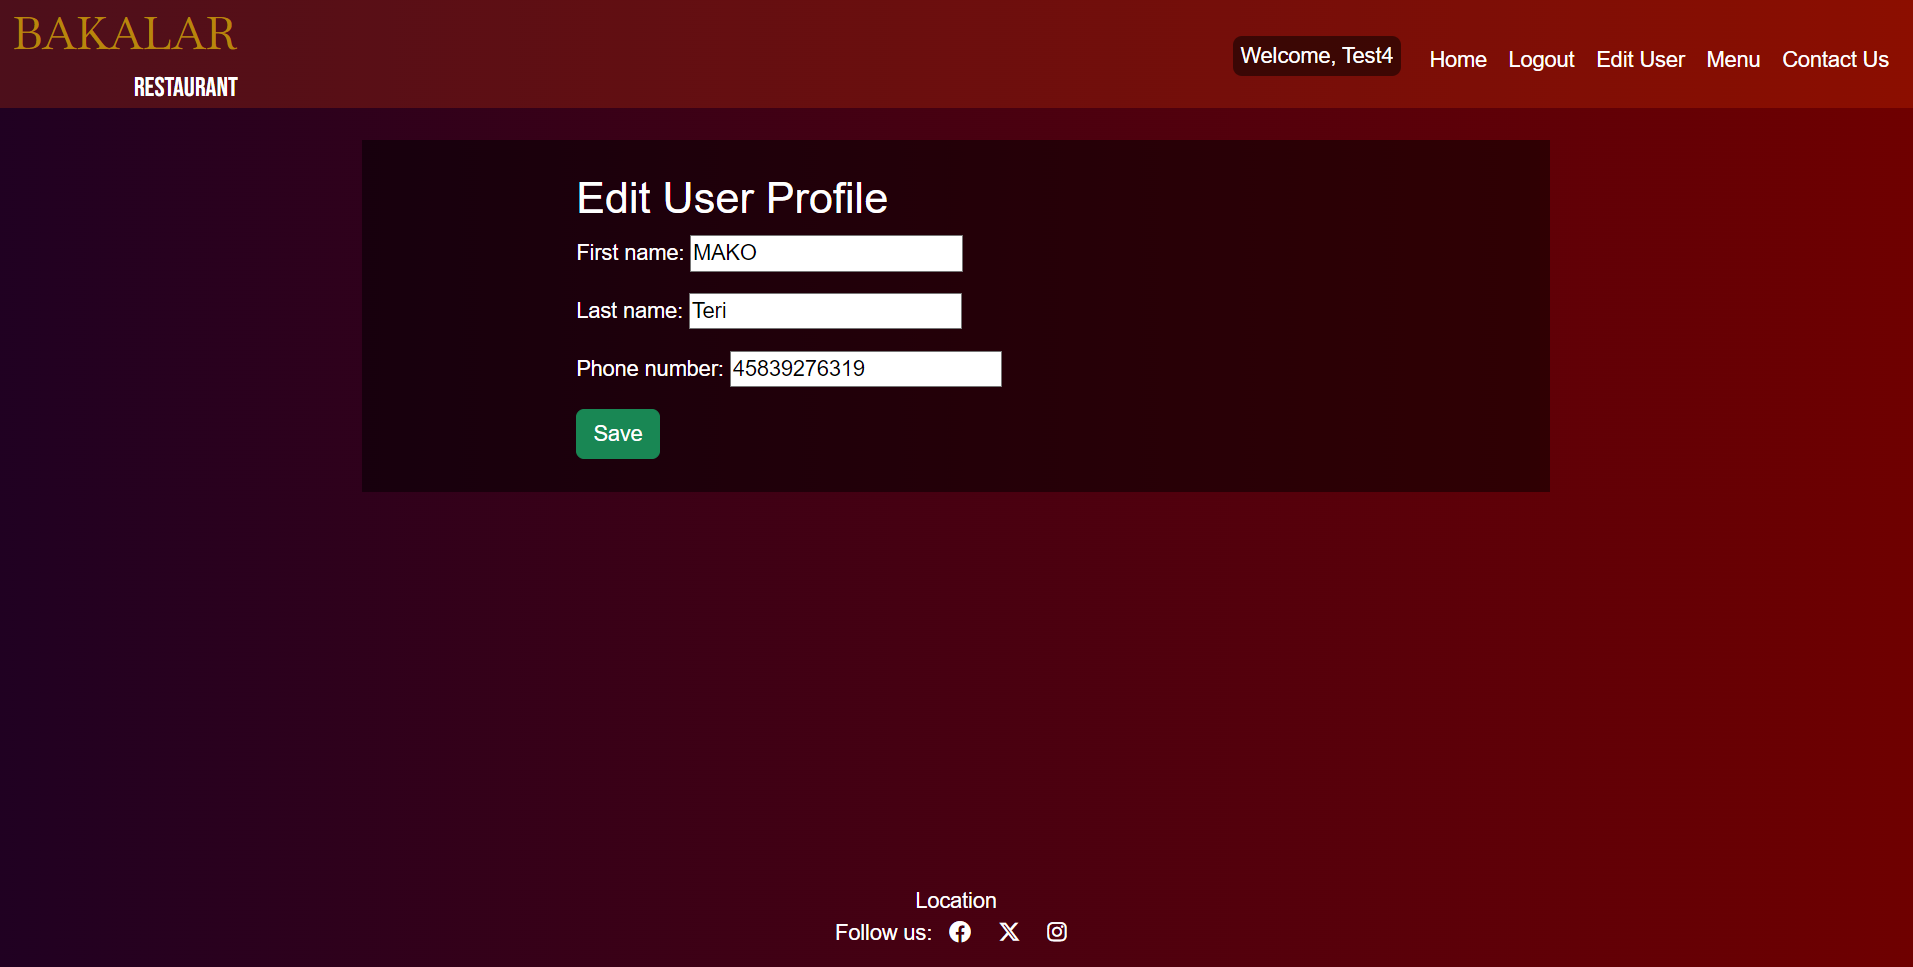 BAKALAR
RESTAURANT
Welcome, Test4 Home Logout Edit User Menu Contact Us
Edit User Profile
First name: MAKO
Last name: Teri
Phone number: 45839276319
Save
Location
Follow us: